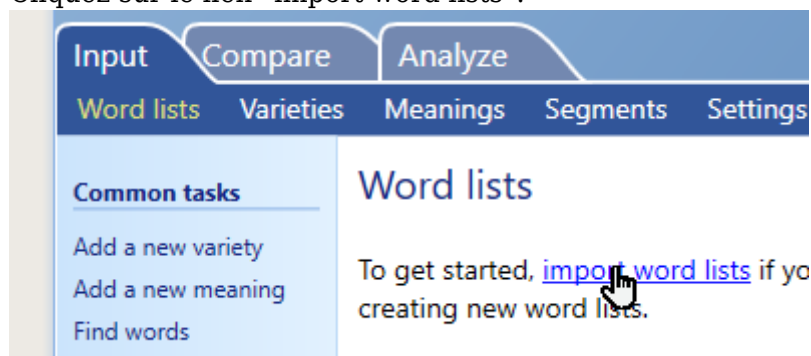 Input Compare Analyze
Word lists Varieties Meanings Segments Settings
Common tasks
Add a new variety
Add a new meaning
Find words
Word lists
To get started, import word lists if yo
creating new word lists.